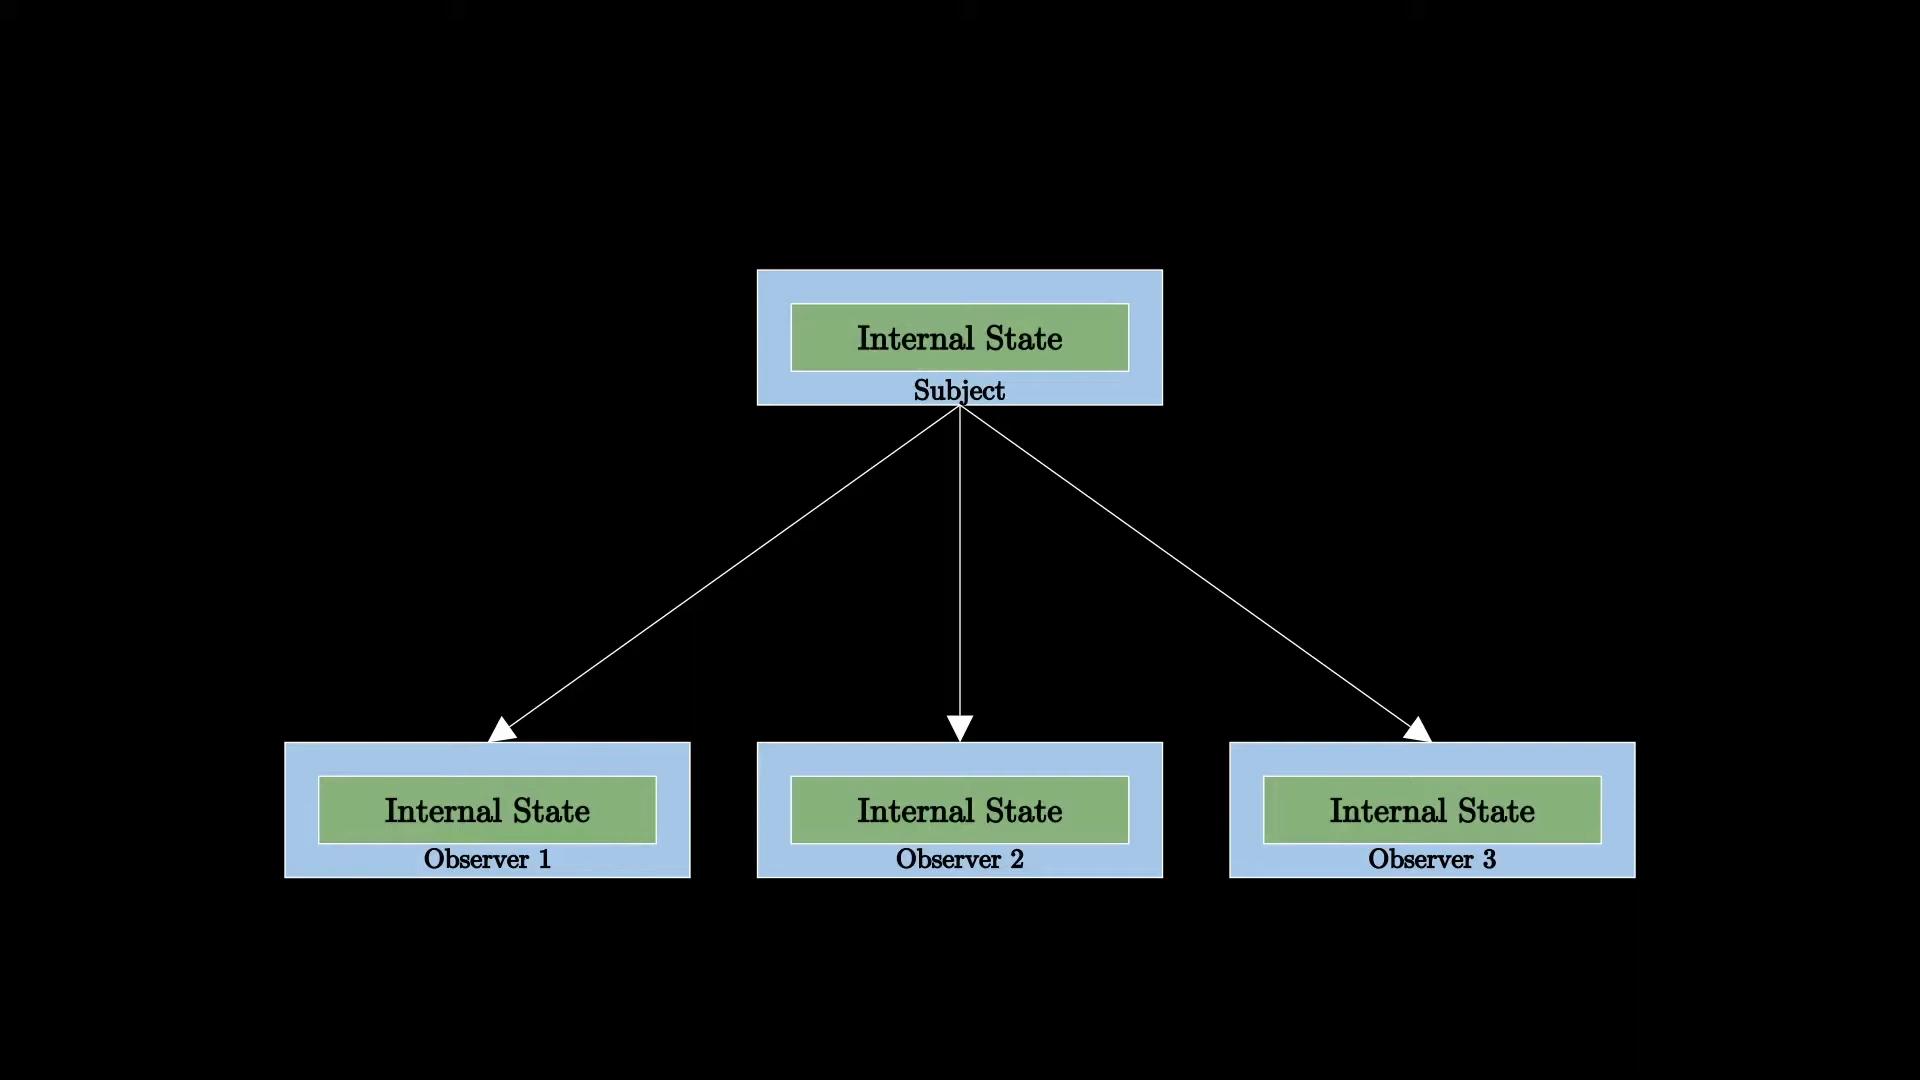 Internal State
Subject
Internal State
Observer 1
Internal State
Observer 2
Internal State
Observer 3